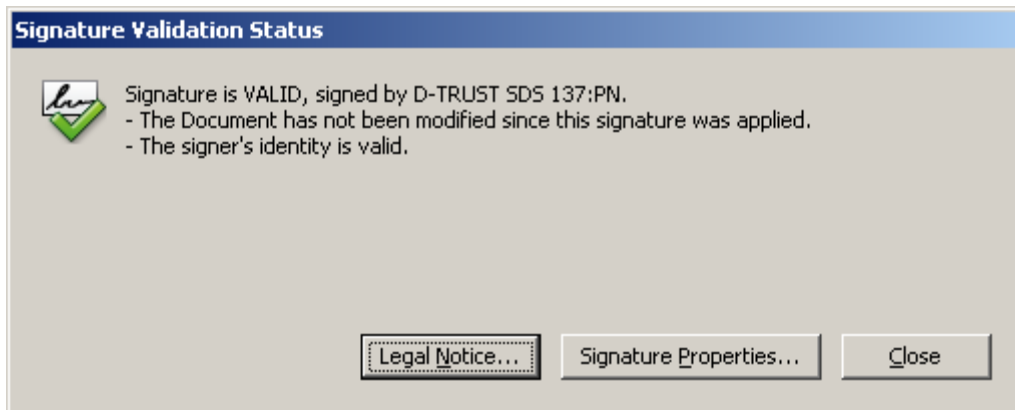 Signature Validation Status
Signature is VALID, signed by D-TRUST SDS 137:PN.
- The Document has not been modified since this signature was applied.
- The signer's identity is valid.
Legal Notice... Signature Properties... Close